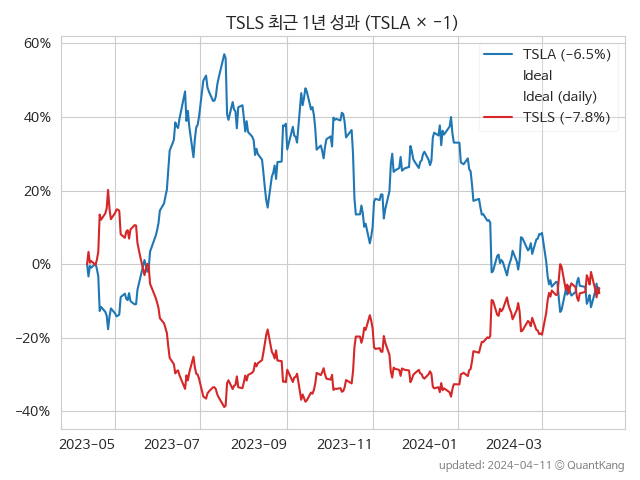 TSLS 최근 1년 성과 (TSLA × −1)
TSLA (−6.5%)
Ideal
Ideal (daily)
TSLS (−7.8%)
60%
40%
20%
0%
−20%
−40%
2023−05 2023−07 2023−09 2023−11 2024−01 2024−03
updated: 2024−04−11 © QuantKang